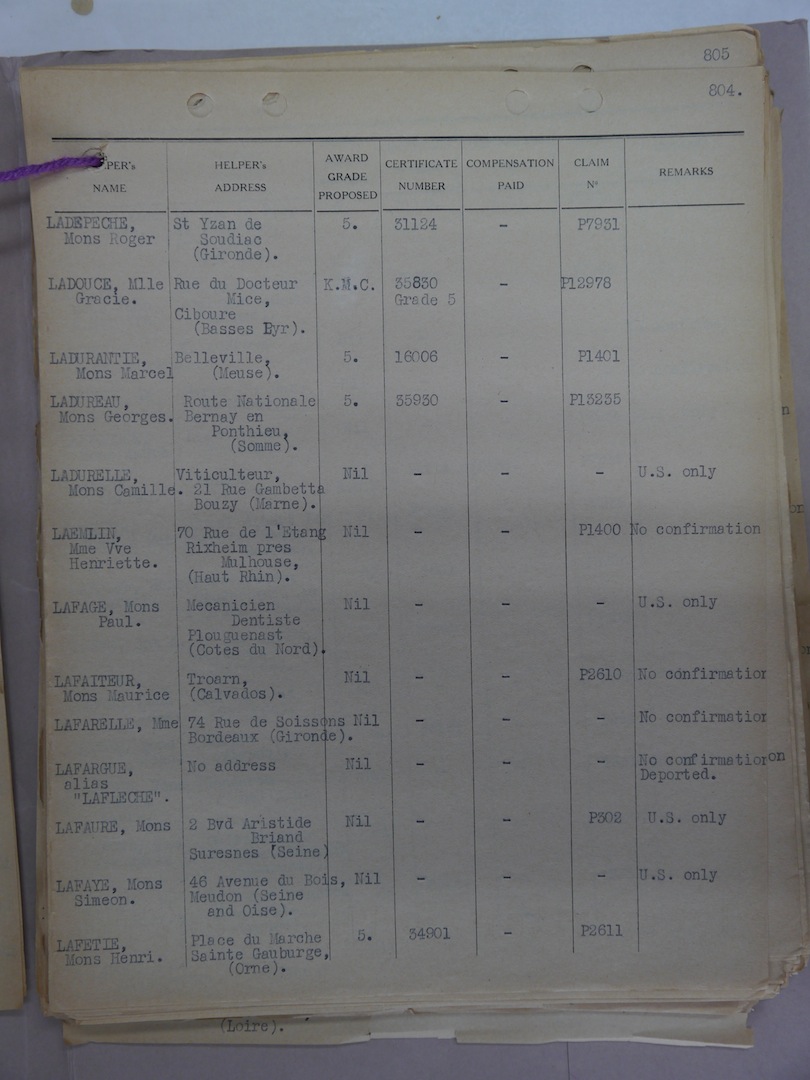 805
804.
PER's NAME
HELPER's ADDRESS
AWARD GRADE PROPOSED
CERTIFICATE NUMBER
COMPENSATION PAID
CLAIM Nº
REMARKS
LADEPECHE, St Yzan de 5. 31124 - P7931
Mons Roger Soudiac
(Gironde).
LADOUCE, Mlle Rue du Docteur K.M.C. 35830 - P12978
Gracie. Mice, Grade 5
Ciboure
(Basses Pyr).
LADURANTIE, Belleville, 5. 16006 - P1401
Mons Marcel (Meuse).
LADUREAU, Route Nationale 5. 35930 - P13235
Mons Georges. Bernay en
Ponthieu,
(Somme).
LADURELLE, Viticulteur, Nil - - - U.S. only
Mons Camille. 21 Rue Gambetta
Bouzy (Marne).
LAEMLIN, 70 Rue de l'Etang Nil - - P1400 No confirmation
Mme Vve Rixheim pres
Henriette. Mulhouse,
(Haut Rhin).
LAFAGE, Mons Mecanicien Nil - - - U.S. only
Paul. Dentiste
Plouguenast
(Cotes du Nord).
LAFAITEUR, Troarn, Nil - - P2610 No confirmation
Mons Maurice (Calvados).
LAFARELLE, Mme 74 Rue de Soissons Nil - - - No confirmation
Bordeaux (Gironde).
LAFARGUE, No address Nil - - - No confirmation
alias Deported.
"LAFLECHE".
LAFAURE, Mons 2 Bvd Aristide Nil - - P302 U.S. only
Briand
Suresnes (Seine)
LAFAYE, Mons 46 Avenue du Bois, Nil - - - U.S. only
Simeon. Meudon (Seine
and Oise).
LAFETIE, Place du Marche 5. 34901 - P2611
Mons Henri. Sainte Gauburge,
(Orne).
(Loire).